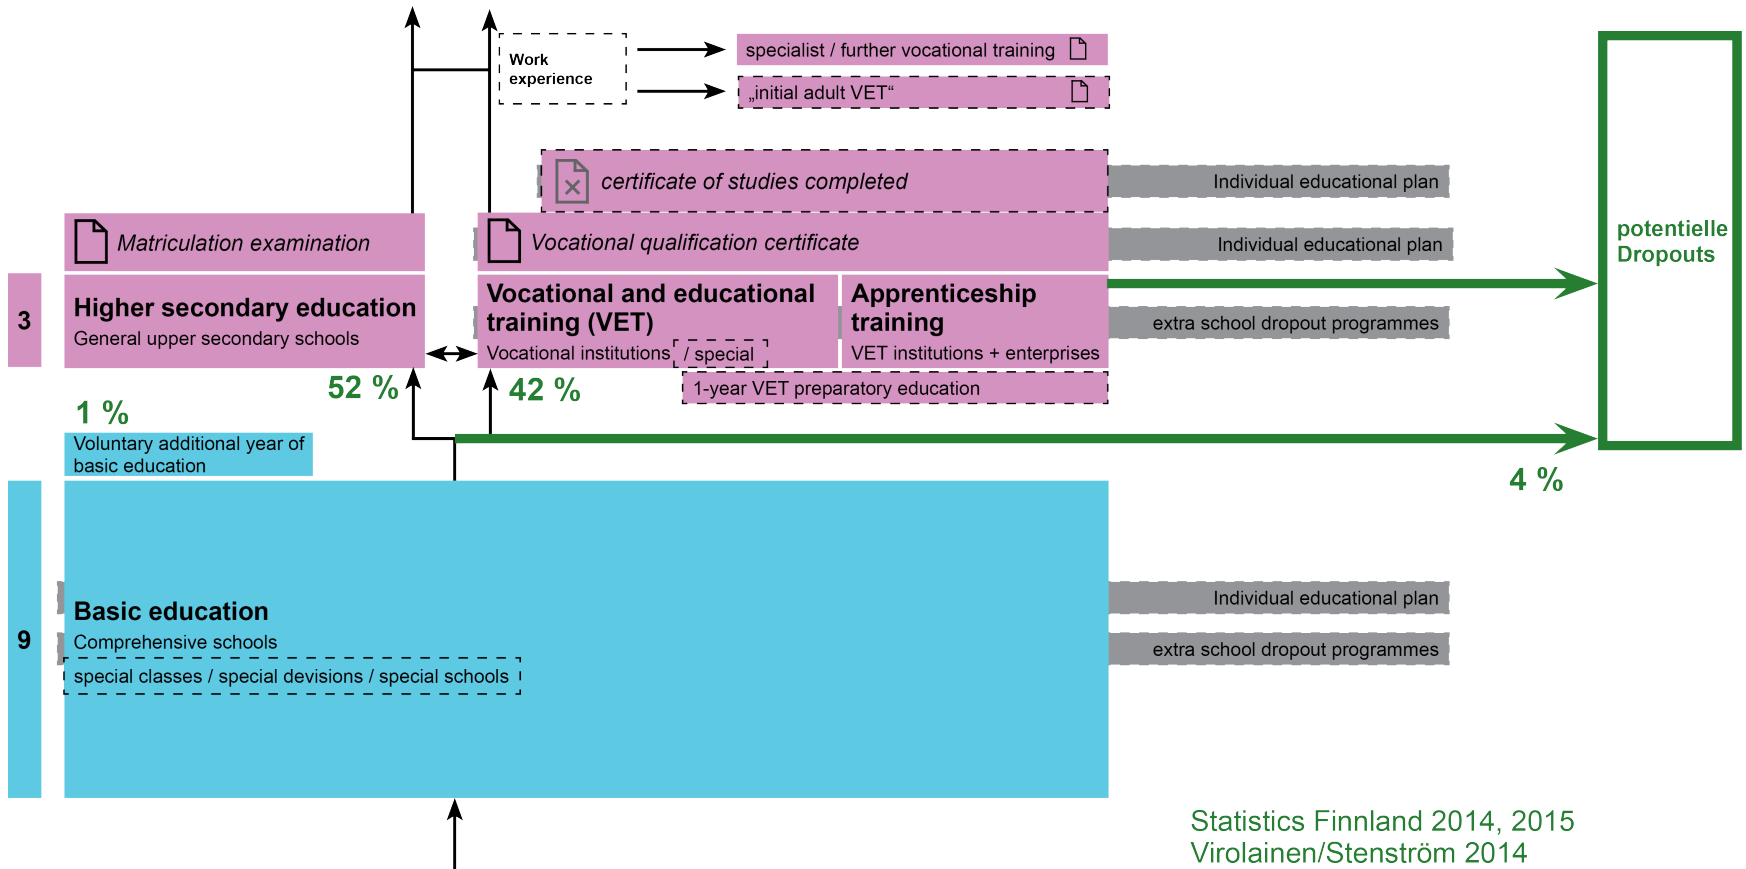 Work
experience
specialist / further vocational training
„initial adult VET“
certificate of studies completed
Individual educational plan
Matriculation examination
Vocational qualification certificate
Individual educational plan
potentielle
Dropouts
3
Higher secondary education
General upper secondary schools
Vocational and educational
training (VET)
Vocational institutions / special
Apprenticeship
training
VET institutions + enterprises
extra school dropout programmes
52 %
42 %
1-year VET preparatory education
1 %
Voluntary additional year of
basic education
4 %
9
Basic education
Comprehensive schools
special classes / special devisions / special schools
Individual educational plan
extra school dropout programmes
Statistics Finnland 2014, 2015
Virolainen/Stenström 2014